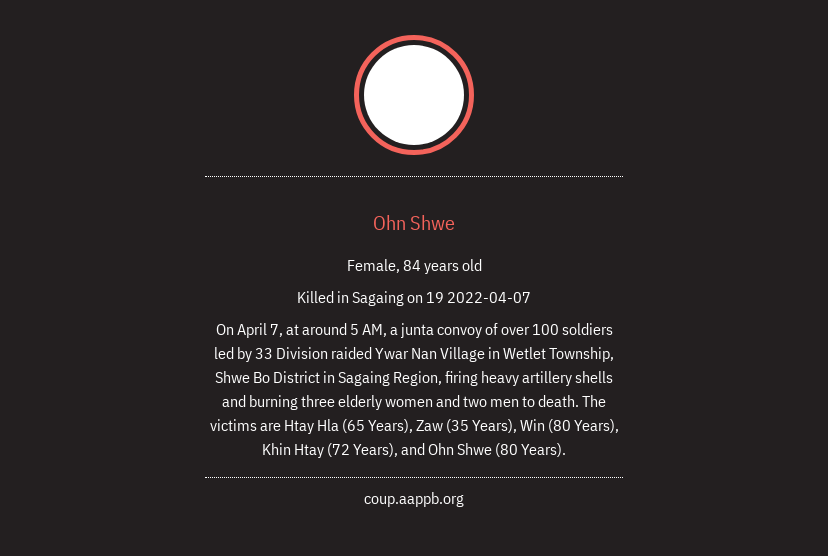 Ohn Shwe
Female, 84 years old
Killed in Sagaing on 19 2022-04-07
On April 7, at around 5 AM, a junta convoy of over 100 soldiers
led by 33 Division raided Ywar Nan Village in Wetlet Township,
Shwe Bo District in Sagaing Region, firing heavy artillery shells
and burning three elderly women and two men to death. The
victims are Htay Hla (65 Years), Zaw (35 Years), Win (80 Years),
Khin Htay (72 Years), and Ohn Shwe (80 Years).
coup.aappb.org